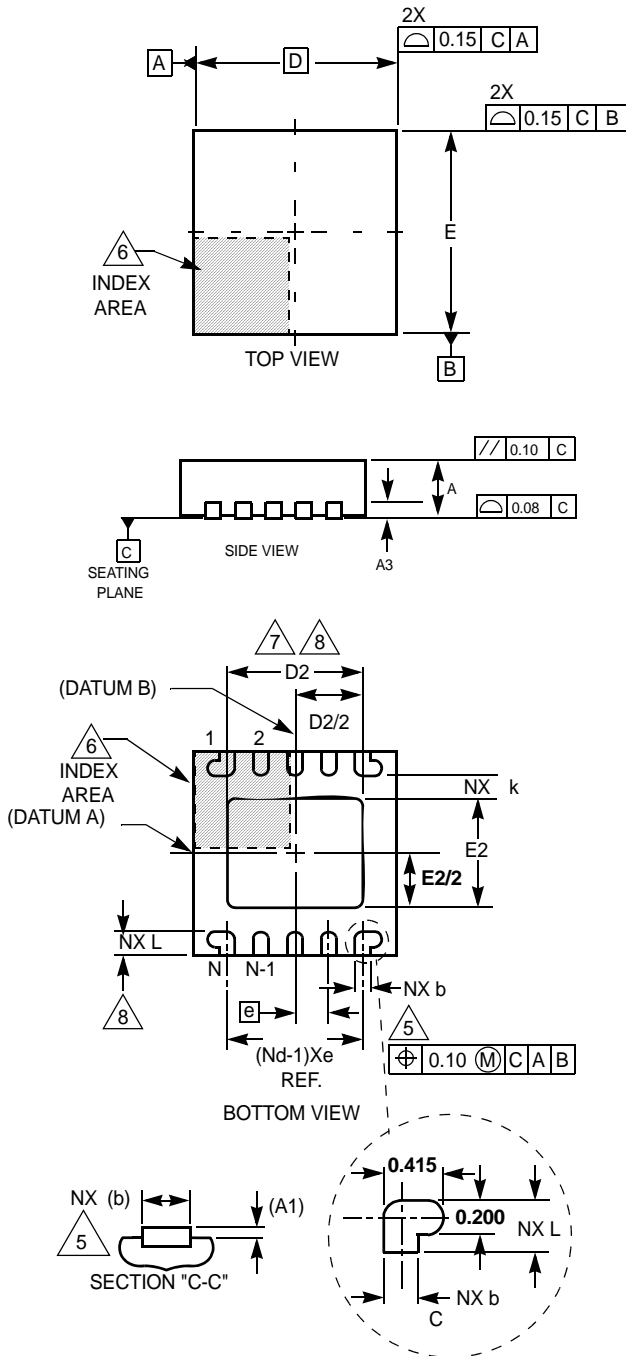 2X
0.15 C A
A
D
2X
0.15 C B
E
6
INDEX
AREA
TOP VIEW
B
// 0.10 C
A
0.08 C
C
SEATING
PLANE
SIDE VIEW
A3
7 8
D2
(DATUM B)
D2/2
1 2
6
INDEX
AREA
(DATUM A)
NX k
E2
E2/2
NX L
8
N N-1
NX b
e
5
(Nd-1)Xe
REF.
⌖ 0.10 Ⓜ C A B
BOTTOM VIEW
0.415
0.200
NX L
NX b
C
NX (b)
(A1)
5
SECTION "C-C"